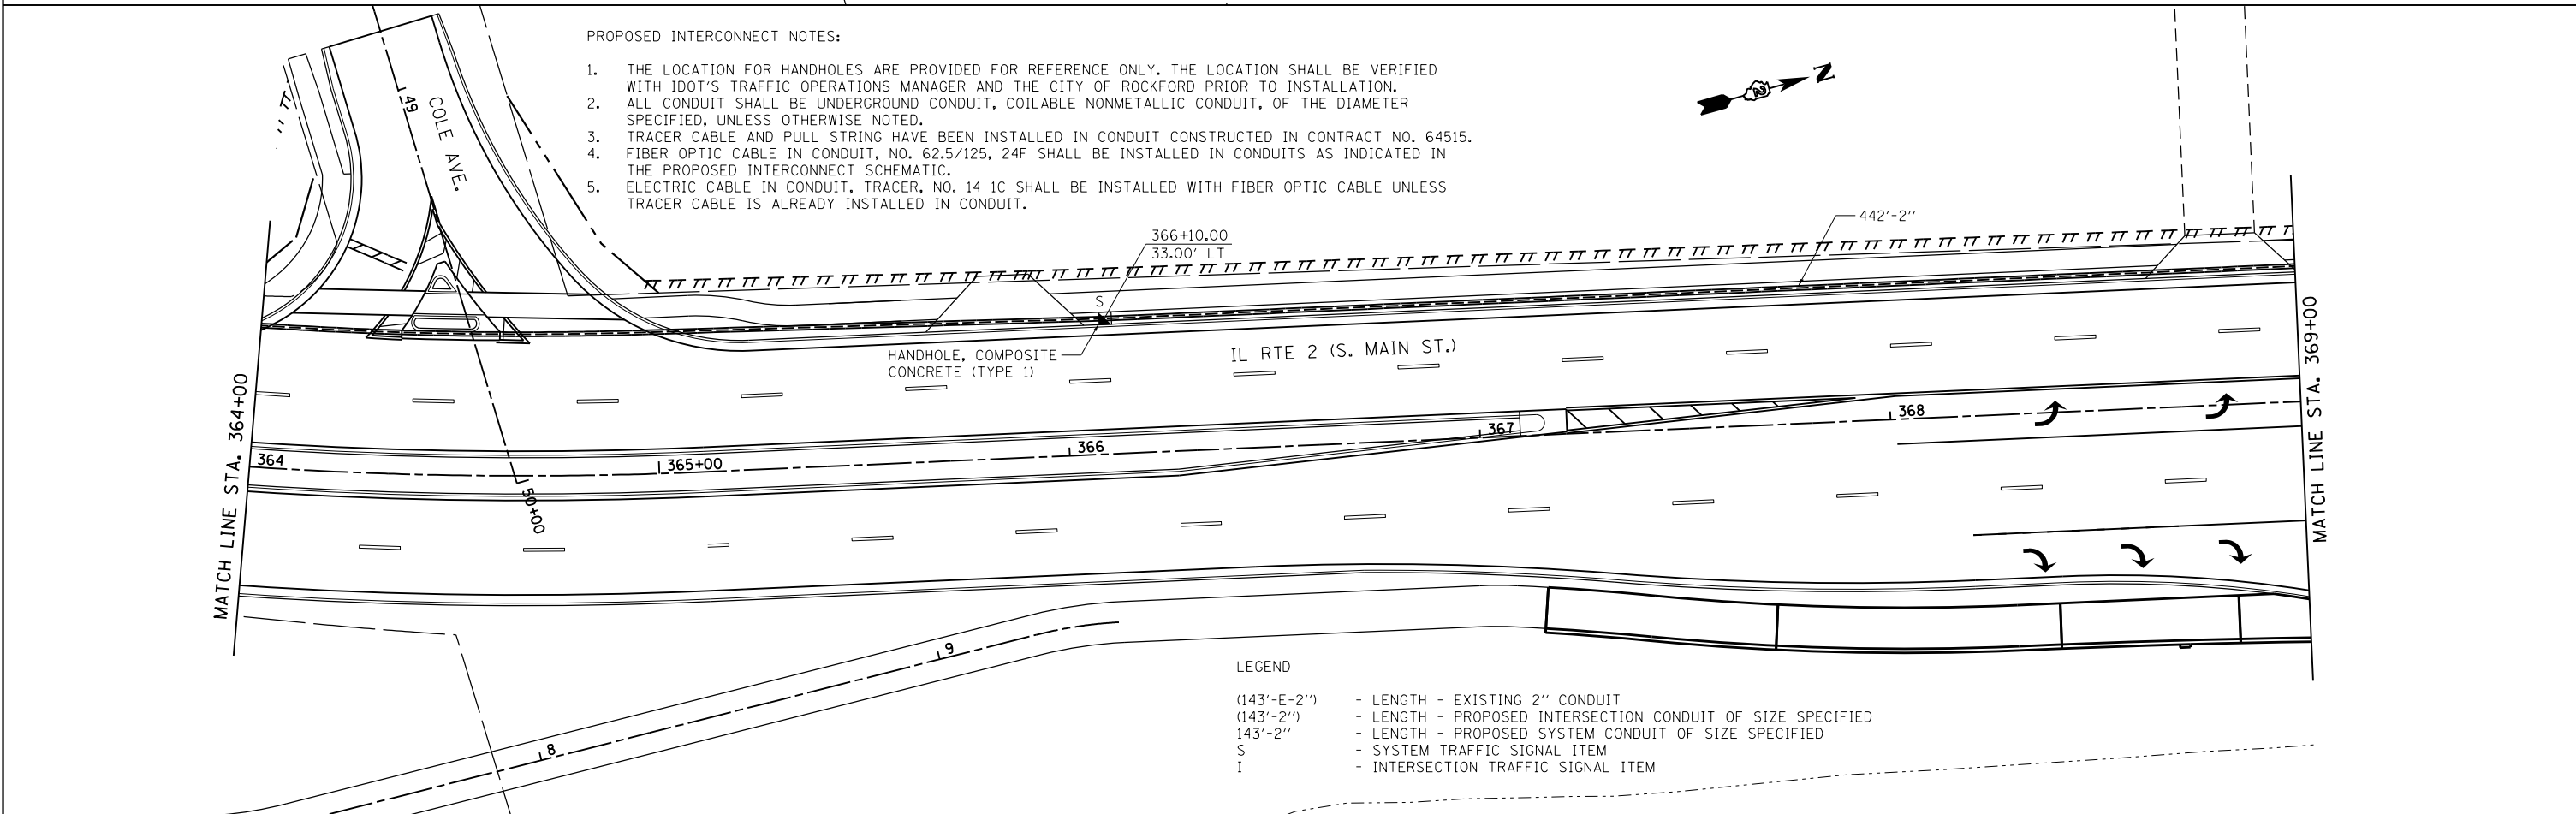 PROPOSED INTERCONNECT NOTES:
1. THE LOCATION FOR HANDHOLES ARE PROVIDED FOR REFERENCE ONLY. THE LOCATION SHALL BE VERIFIED
WITH IDOT'S TRAFFIC OPERATIONS MANAGER AND THE CITY OF ROCKFORD PRIOR TO INSTALLATION.
2. ALL CONDUIT SHALL BE UNDERGROUND CONDUIT, COILABLE NONMETALLIC CONDUIT, OF THE DIAMETER
SPECIFIED, UNLESS OTHERWISE NOTED.
3. TRACER CABLE AND PULL STRING HAVE BEEN INSTALLED IN CONDUIT CONSTRUCTED IN CONTRACT NO. 64515.
4. FIBER OPTIC CABLE IN CONDUIT, NO. 62.5/125, 24F SHALL BE INSTALLED IN CONDUITS AS INDICATED IN
THE PROPOSED INTERCONNECT SCHEMATIC.
5. ELECTRIC CABLE IN CONDUIT, TRACER, NO. 14 1C SHALL BE INSTALLED WITH FIBER OPTIC CABLE UNLESS
TRACER CABLE IS ALREADY INSTALLED IN CONDUIT.
2
N
49
COLE AVE.
442'-2"
366+10.00
33.00' LT
S
HANDHOLE, COMPOSITE
CONCRETE (TYPE 1)
IL RTE 2 (S. MAIN ST.)
MATCH LINE STA. 364+00
MATCH LINE STA. 369+00
364
365+00
366
367
368
50+00
9
8
LEGEND
(143'-E-2") - LENGTH - EXISTING 2" CONDUIT
(143'-2") - LENGTH - PROPOSED INTERSECTION CONDUIT OF SIZE SPECIFIED
143'-2" - LENGTH - PROPOSED SYSTEM CONDUIT OF SIZE SPECIFIED
S - SYSTEM TRAFFIC SIGNAL ITEM
I - INTERSECTION TRAFFIC SIGNAL ITEM